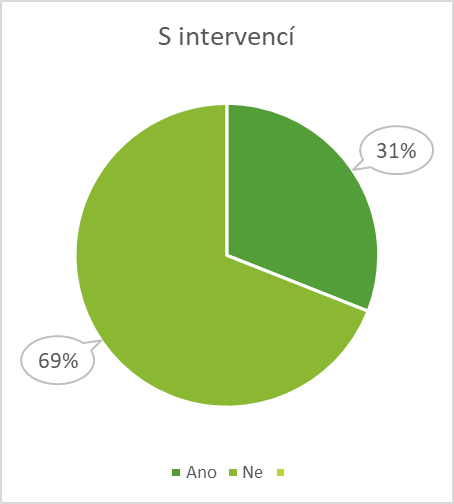 S intervencí
31%
69%
Ano Ne